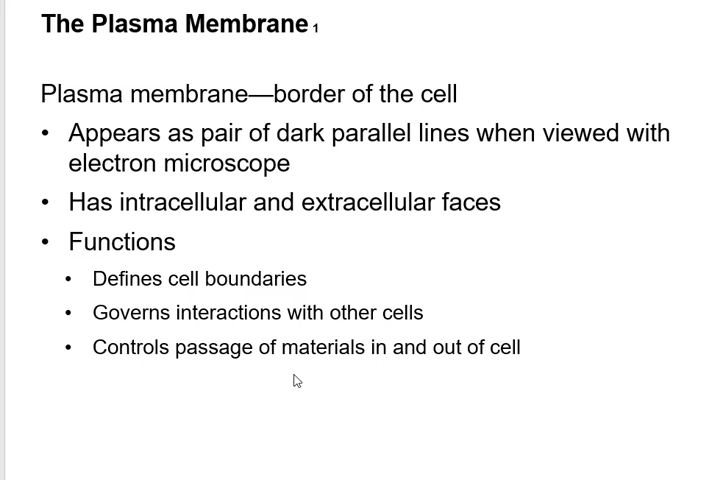 The Plasma Membrane 1
Plasma membrane—border of the cell
• Appears as pair of dark parallel lines when viewed with
electron microscope
• Has intracellular and extracellular faces
• Functions
• Defines cell boundaries
• Governs interactions with other cells
• Controls passage of materials in and out of cell